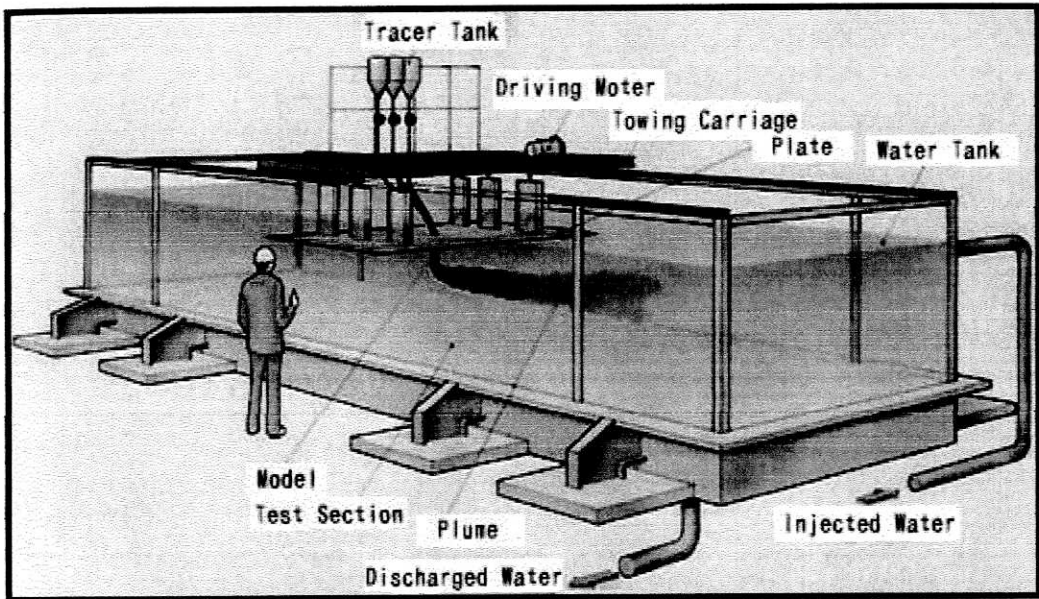 Tracer Tank
Driving Moter
Towing Carriage
Plate
Water Tank
Model
Test Section
Plume
Injected Water
Discharged Water